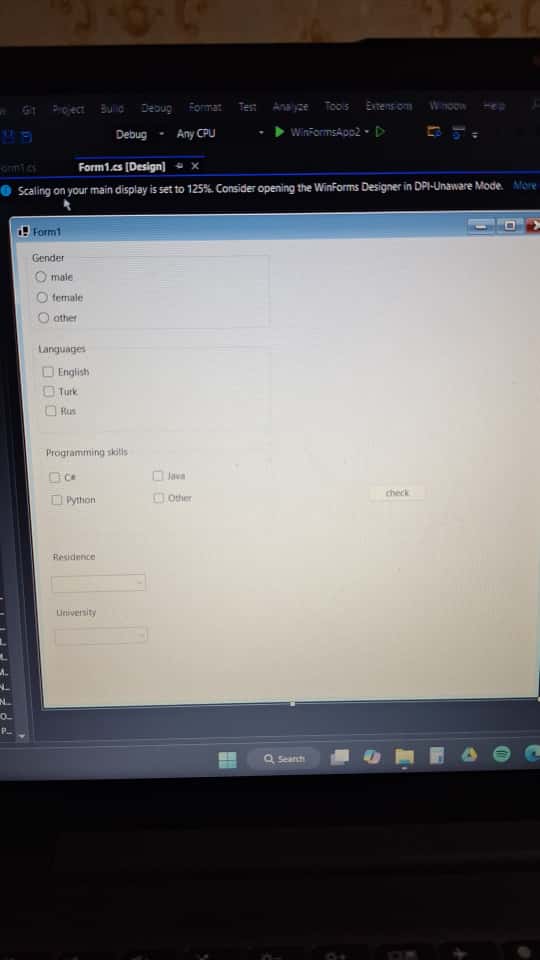 Git Project Build Debug Format Test Analyze Tools Extensions Window Help
Debug Any CPU WinFormsApp2
Form1.cs [Design]
Scaling on your main display is set to 125%. Consider opening the WinForms Designer in DPI-Unaware Mode. More
Form1
Gender
male
female
other
Languages
English
Turk
Rus
Programming skills
C# Java
Python Other
check
Residence
University
Search